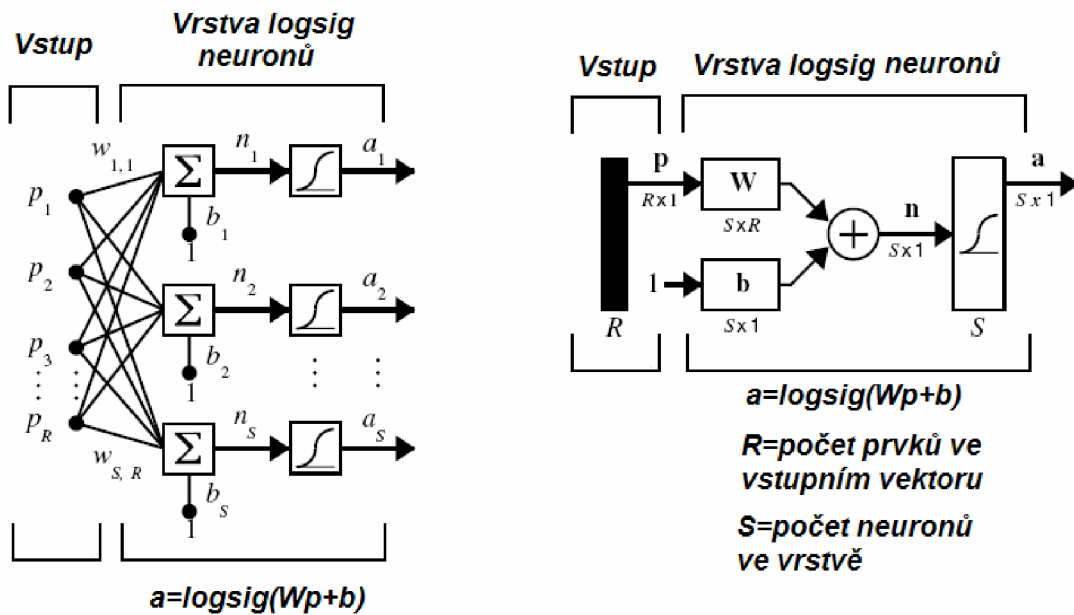 Vstup
Vrstva logsig
neuronů
w1,1
n1
a1
p1
Σ
b1
1
p2
n2
a2
Σ
b2
1
p3
pR
nS
aS
Σ
wS, R
bS
1
a=logsig(Wp+b)
Vstup
Vrstva logsig neuronů
p
R x 1
W
S x R
a
S x 1
+
n
S x 1
1
b
S x 1
R
S
a=logsig(Wp+b)
R=počet prvků ve
vstupním vektoru
S=počet neuronů
ve vrstvě